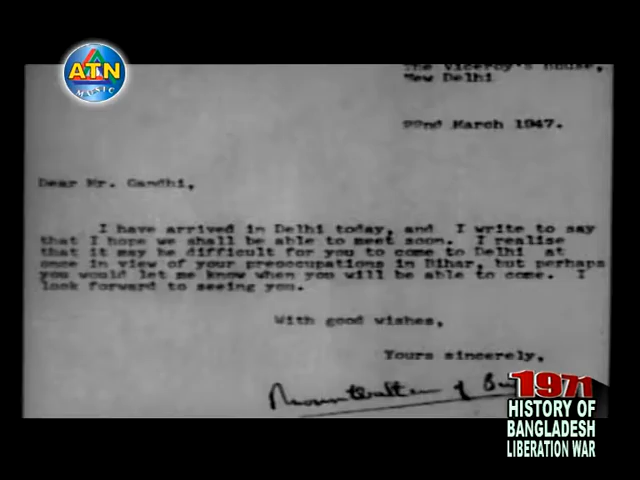 ATN
MUSIC
The Viceroy's House,
New Delhi
22nd March 1947.
Dear Mr. Gandhi,
I have arrived in Delhi today, and I write to say
that I hope we shall be able to meet soon. I realise
that it may be difficult for you to come to Delhi at
once in view of your preoccupations in Bihar, but perhaps
you would let me know when you will be able to come. I
look forward to seeing you.
With good wishes,
Yours sincerely,
Mountbatten of Bu
1971
HISTORY OF
BANGLADESH
LIBERATION WAR